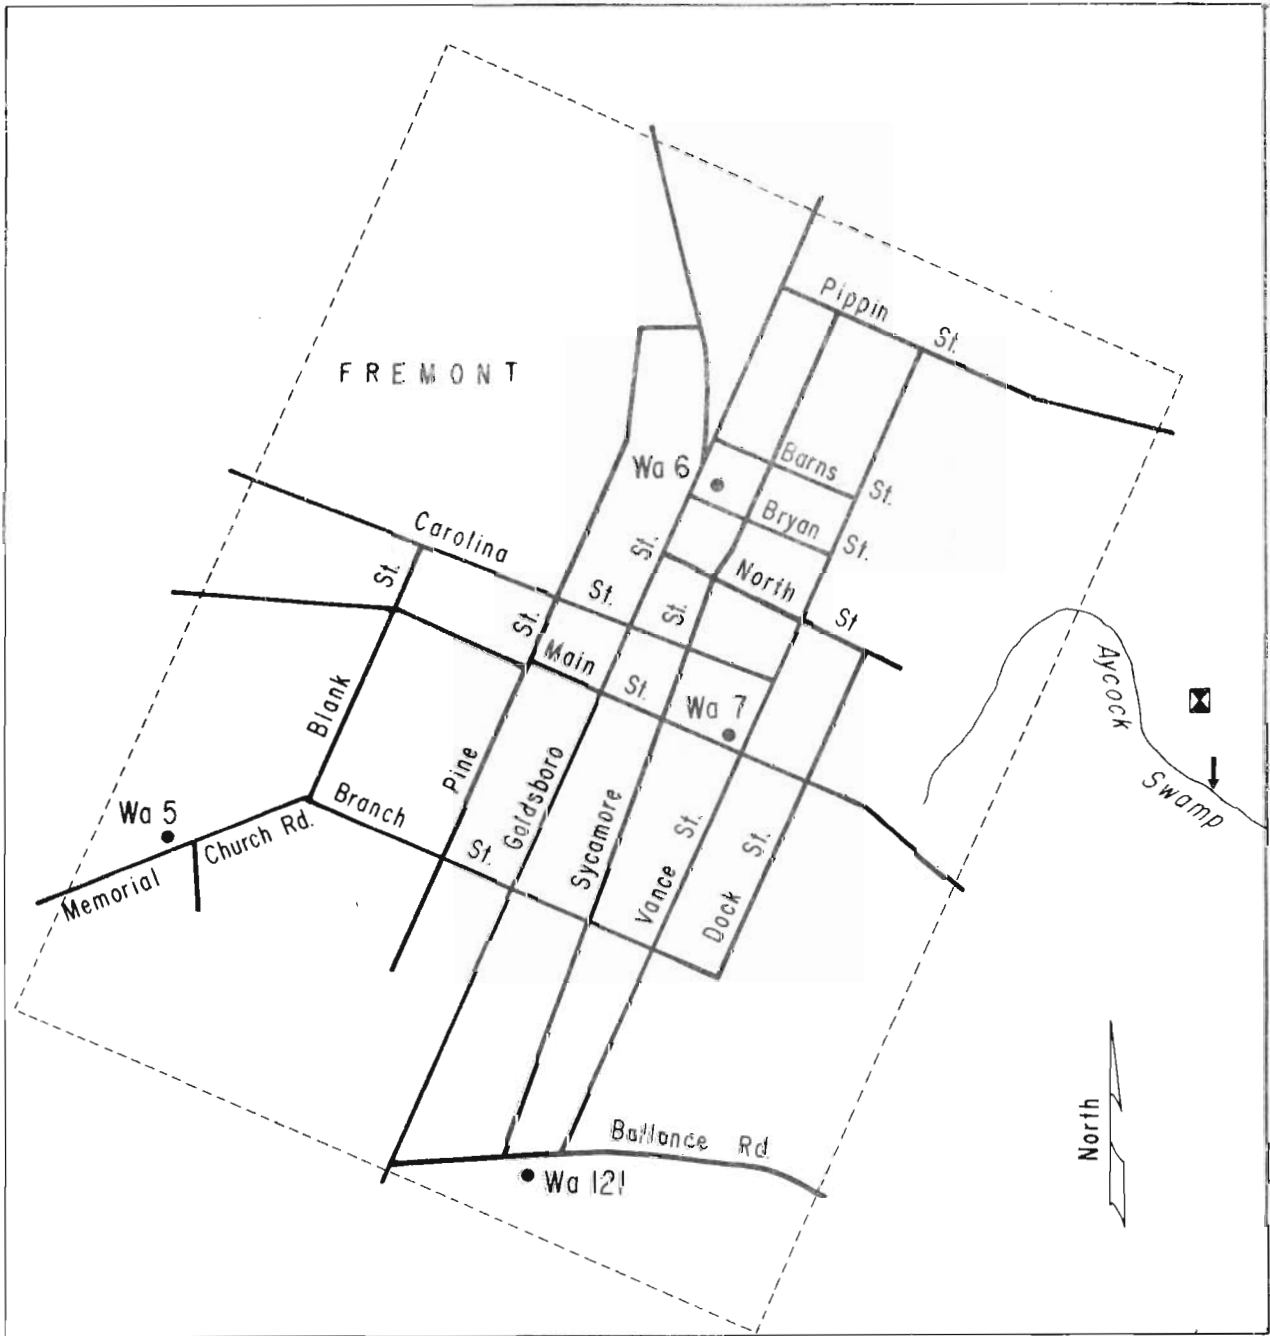 Pippin St.
FREMONT
Barns St.
Wa 6
Bryan St.
Carolina St.
North St
St.
St.
St.
St.
Main St.
Aycock Swamp
Wa 7
Blank
Pine
Goldsboro
Wa 5
Branch St.
Sycamore
Vance St.
Dock St.
Memorial Church Rd.
Ballance Rd.
North
Wa 121